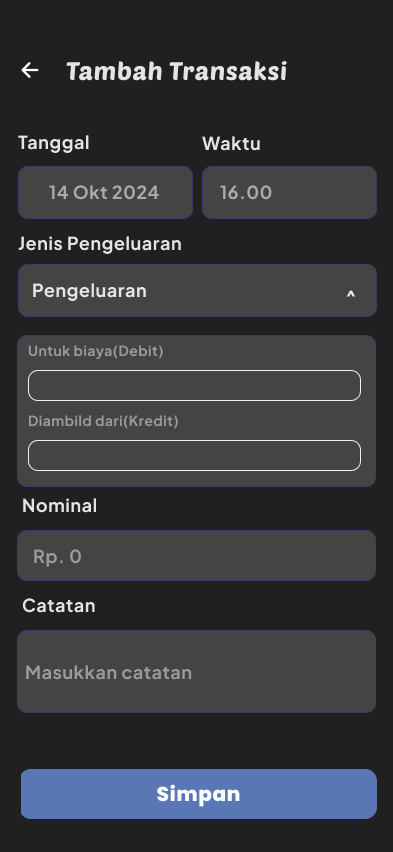 Tambah Transaksi
Tanggal
Waktu
14 Okt 2024
16.00
Jenis Pengeluaran
Pengeluaran
Untuk biaya(Debit)
Diambild dari(Kredit)
Nominal
Rp. 0
Catatan
Masukkan catatan
Simpan